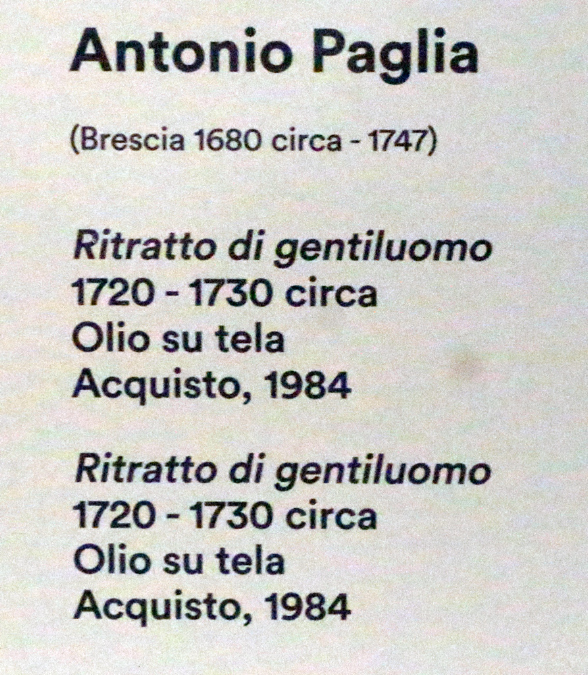 Antonio Paglia
(Brescia 1680 circa - 1747)
Ritratto di gentiluomo
1720 - 1730 circa
Olio su tela
Acquisto, 1984
Ritratto di gentiluomo
1720 - 1730 circa
Olio su tela
Acquisto, 1984